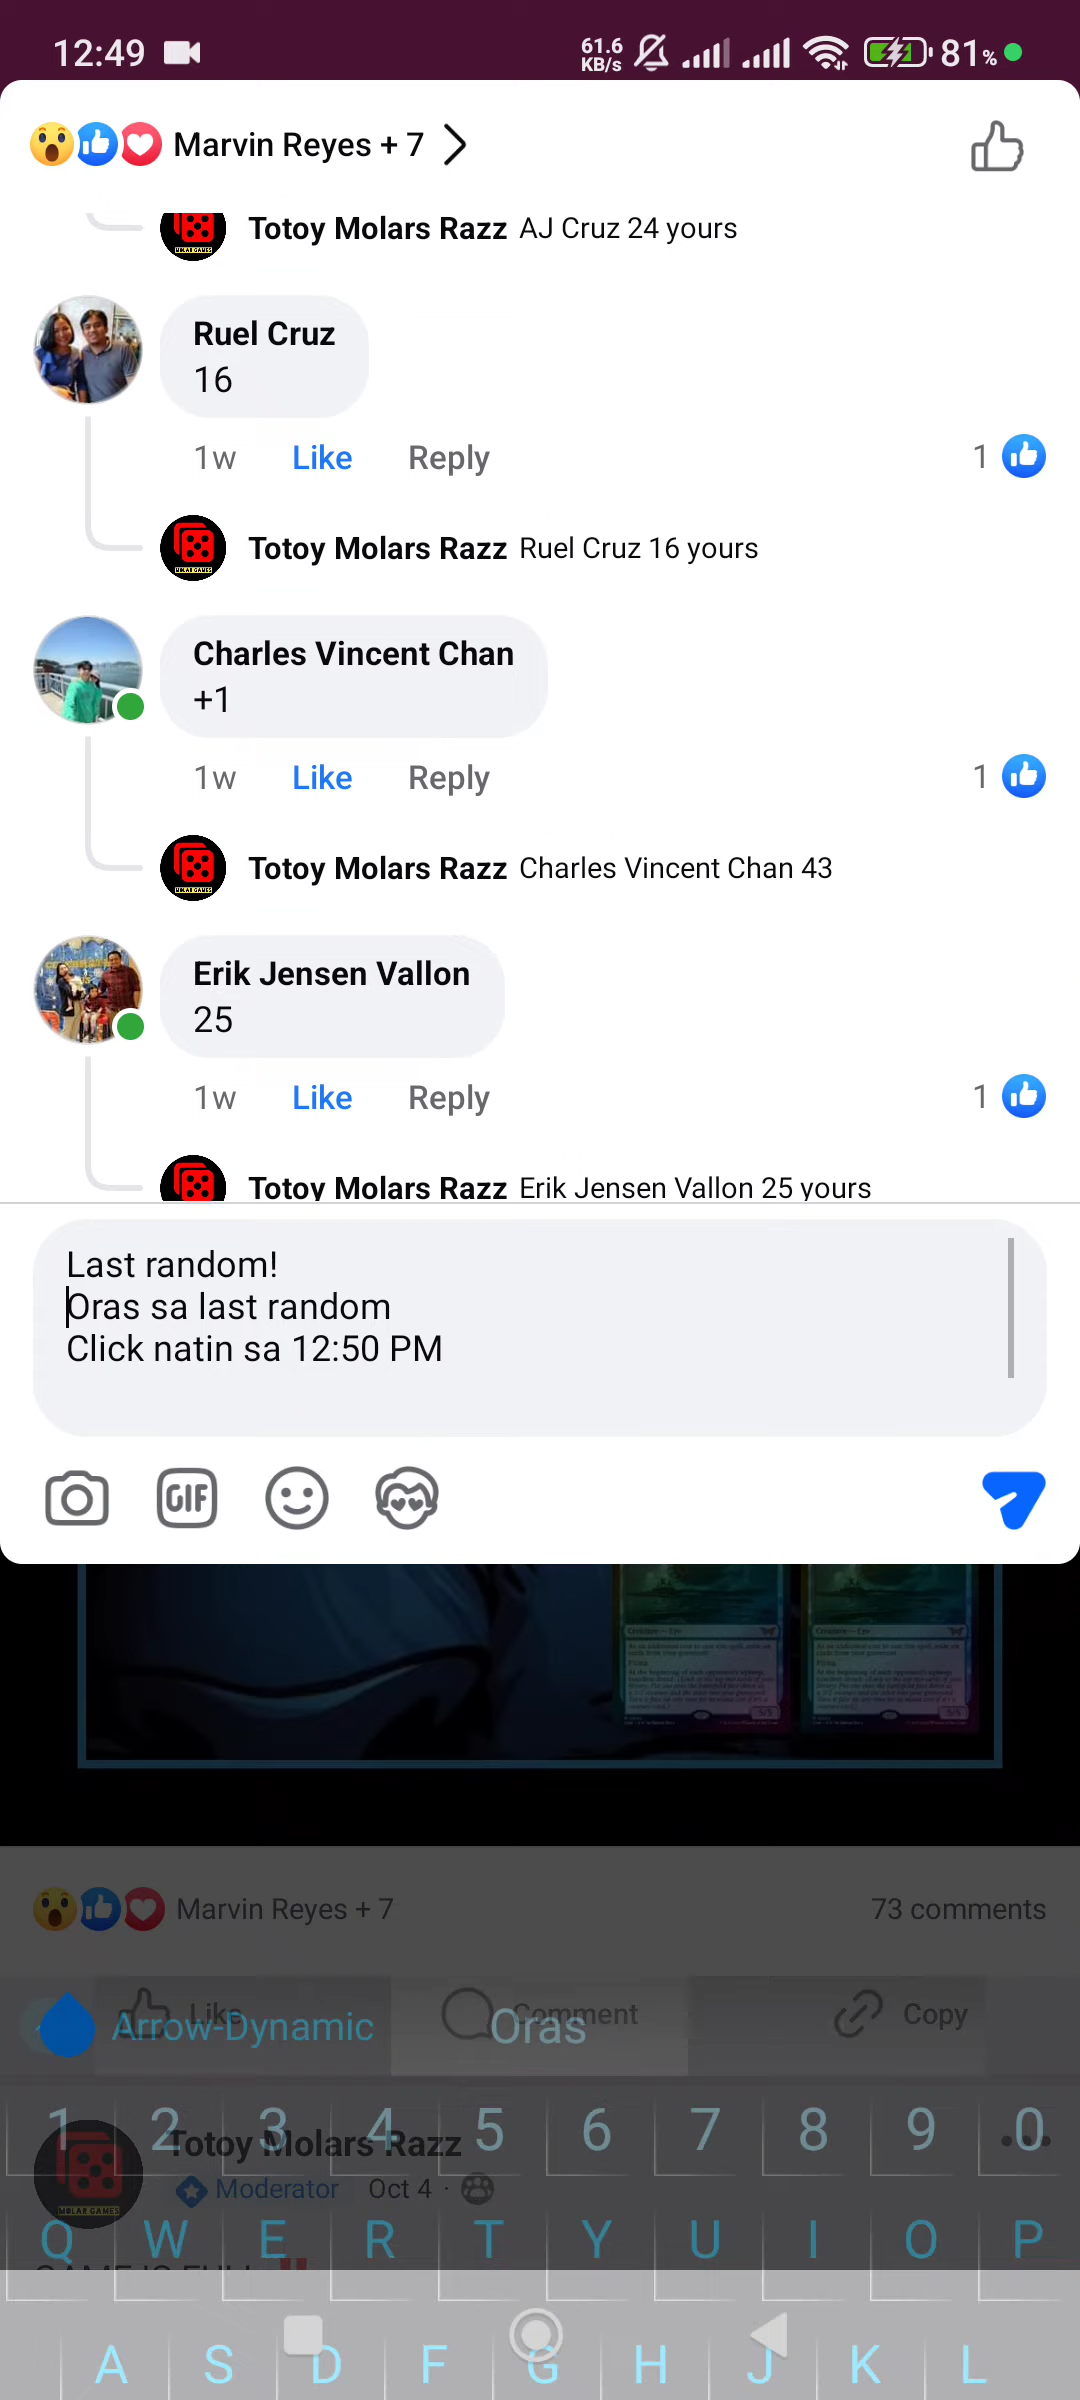 12:49
61.6 KB/s
81%
Marvin Reyes + 7
Totoy Molars Razz AJ Cruz 24 yours
Ruel Cruz
16
1w Like Reply 1
Totoy Molars Razz Ruel Cruz 16 yours
Charles Vincent Chan
+1
1w Like Reply 1
Totoy Molars Razz Charles Vincent Chan 43
Erik Jensen Vallon
25
1w Like Reply 1
Totoy Molars Razz Erik Jensen Vallon 25 yours
Last random!
Oras sa last random
Click natin sa 12:50 PM
GIF
Marvin Reyes + 7 73 comments
Like Comment Copy
Arrow-Dynamic Oras
1 2 3 4 5 6 7 8 9 0
Totoy Molars Razz
Moderator Oct 4
Q W E R T Y U I O P
A S D F G H J K L